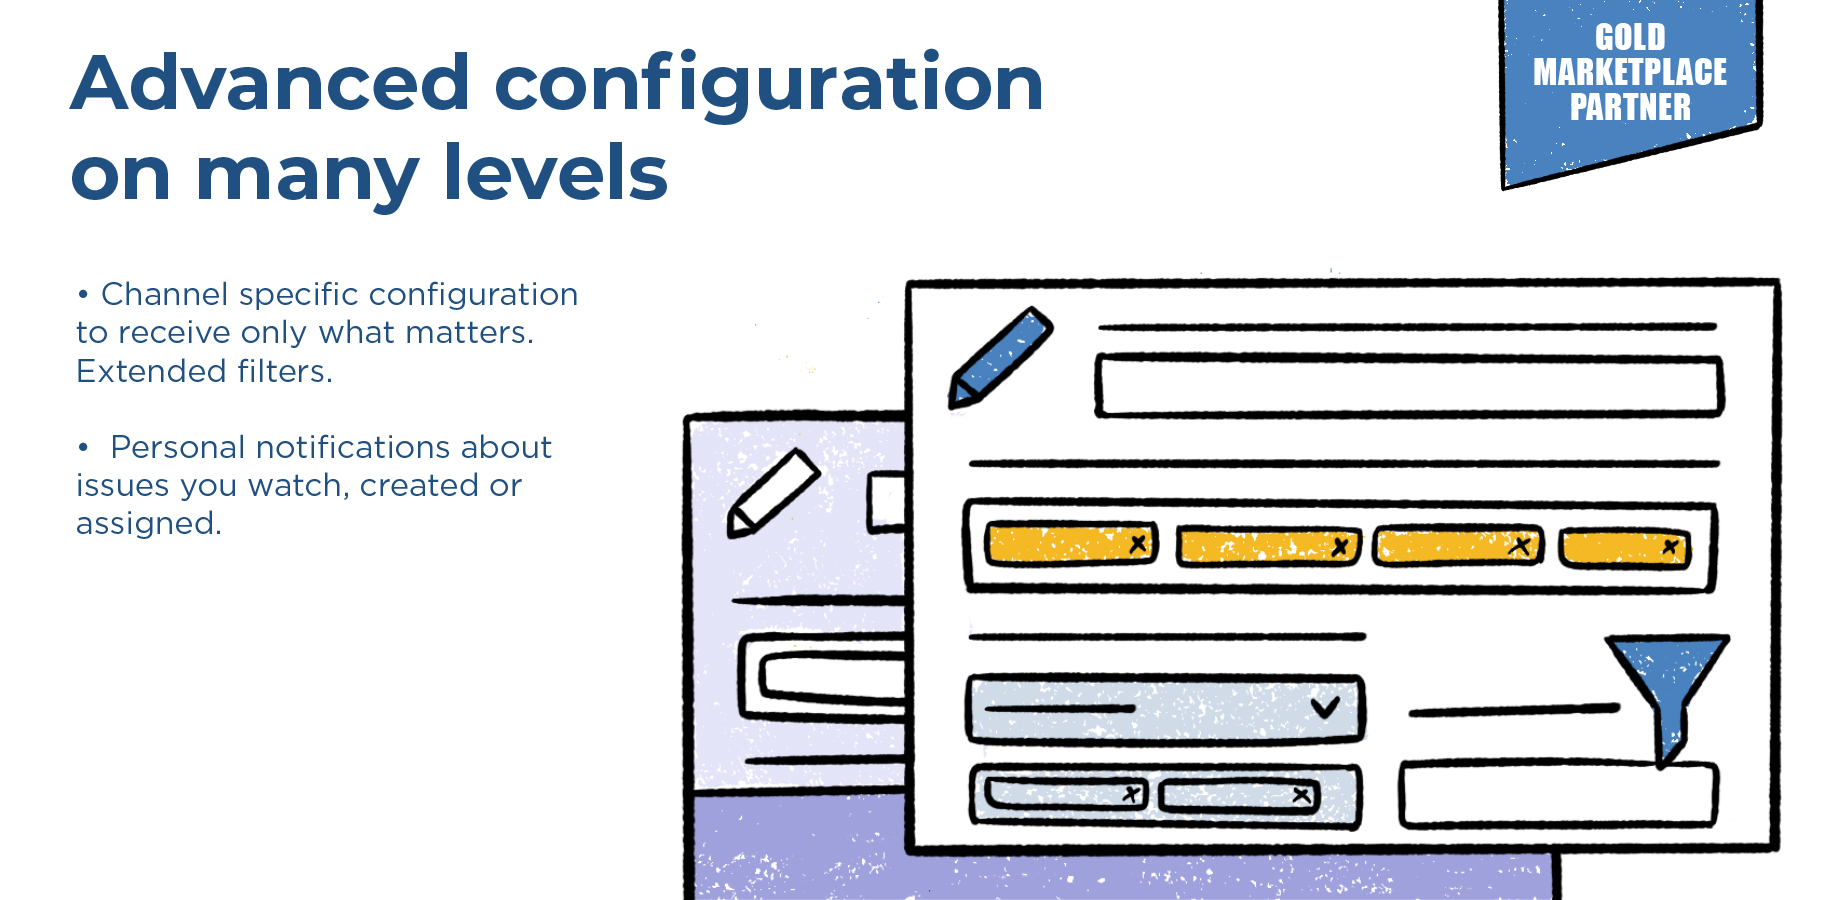 Advanced configuration
on many levels
GOLD
MARKETPLACE
PARTNER
• Channel specific configuration
to receive only what matters.
Extended filters.
• Personal notifications about
issues you watch, created or
assigned.